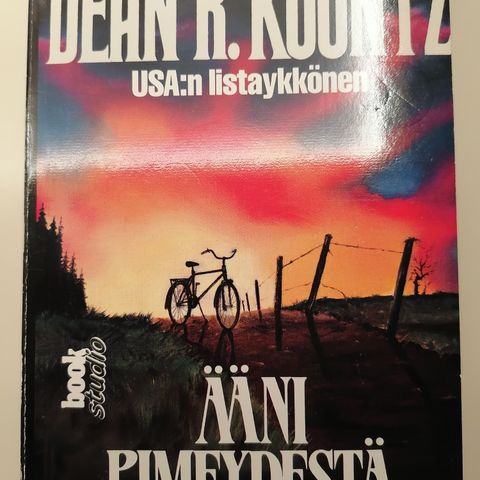 DEAN R. KOONTZ
USA:n listaykkönen
book
studio
ÄÄNI
PIMEYDESTÄ